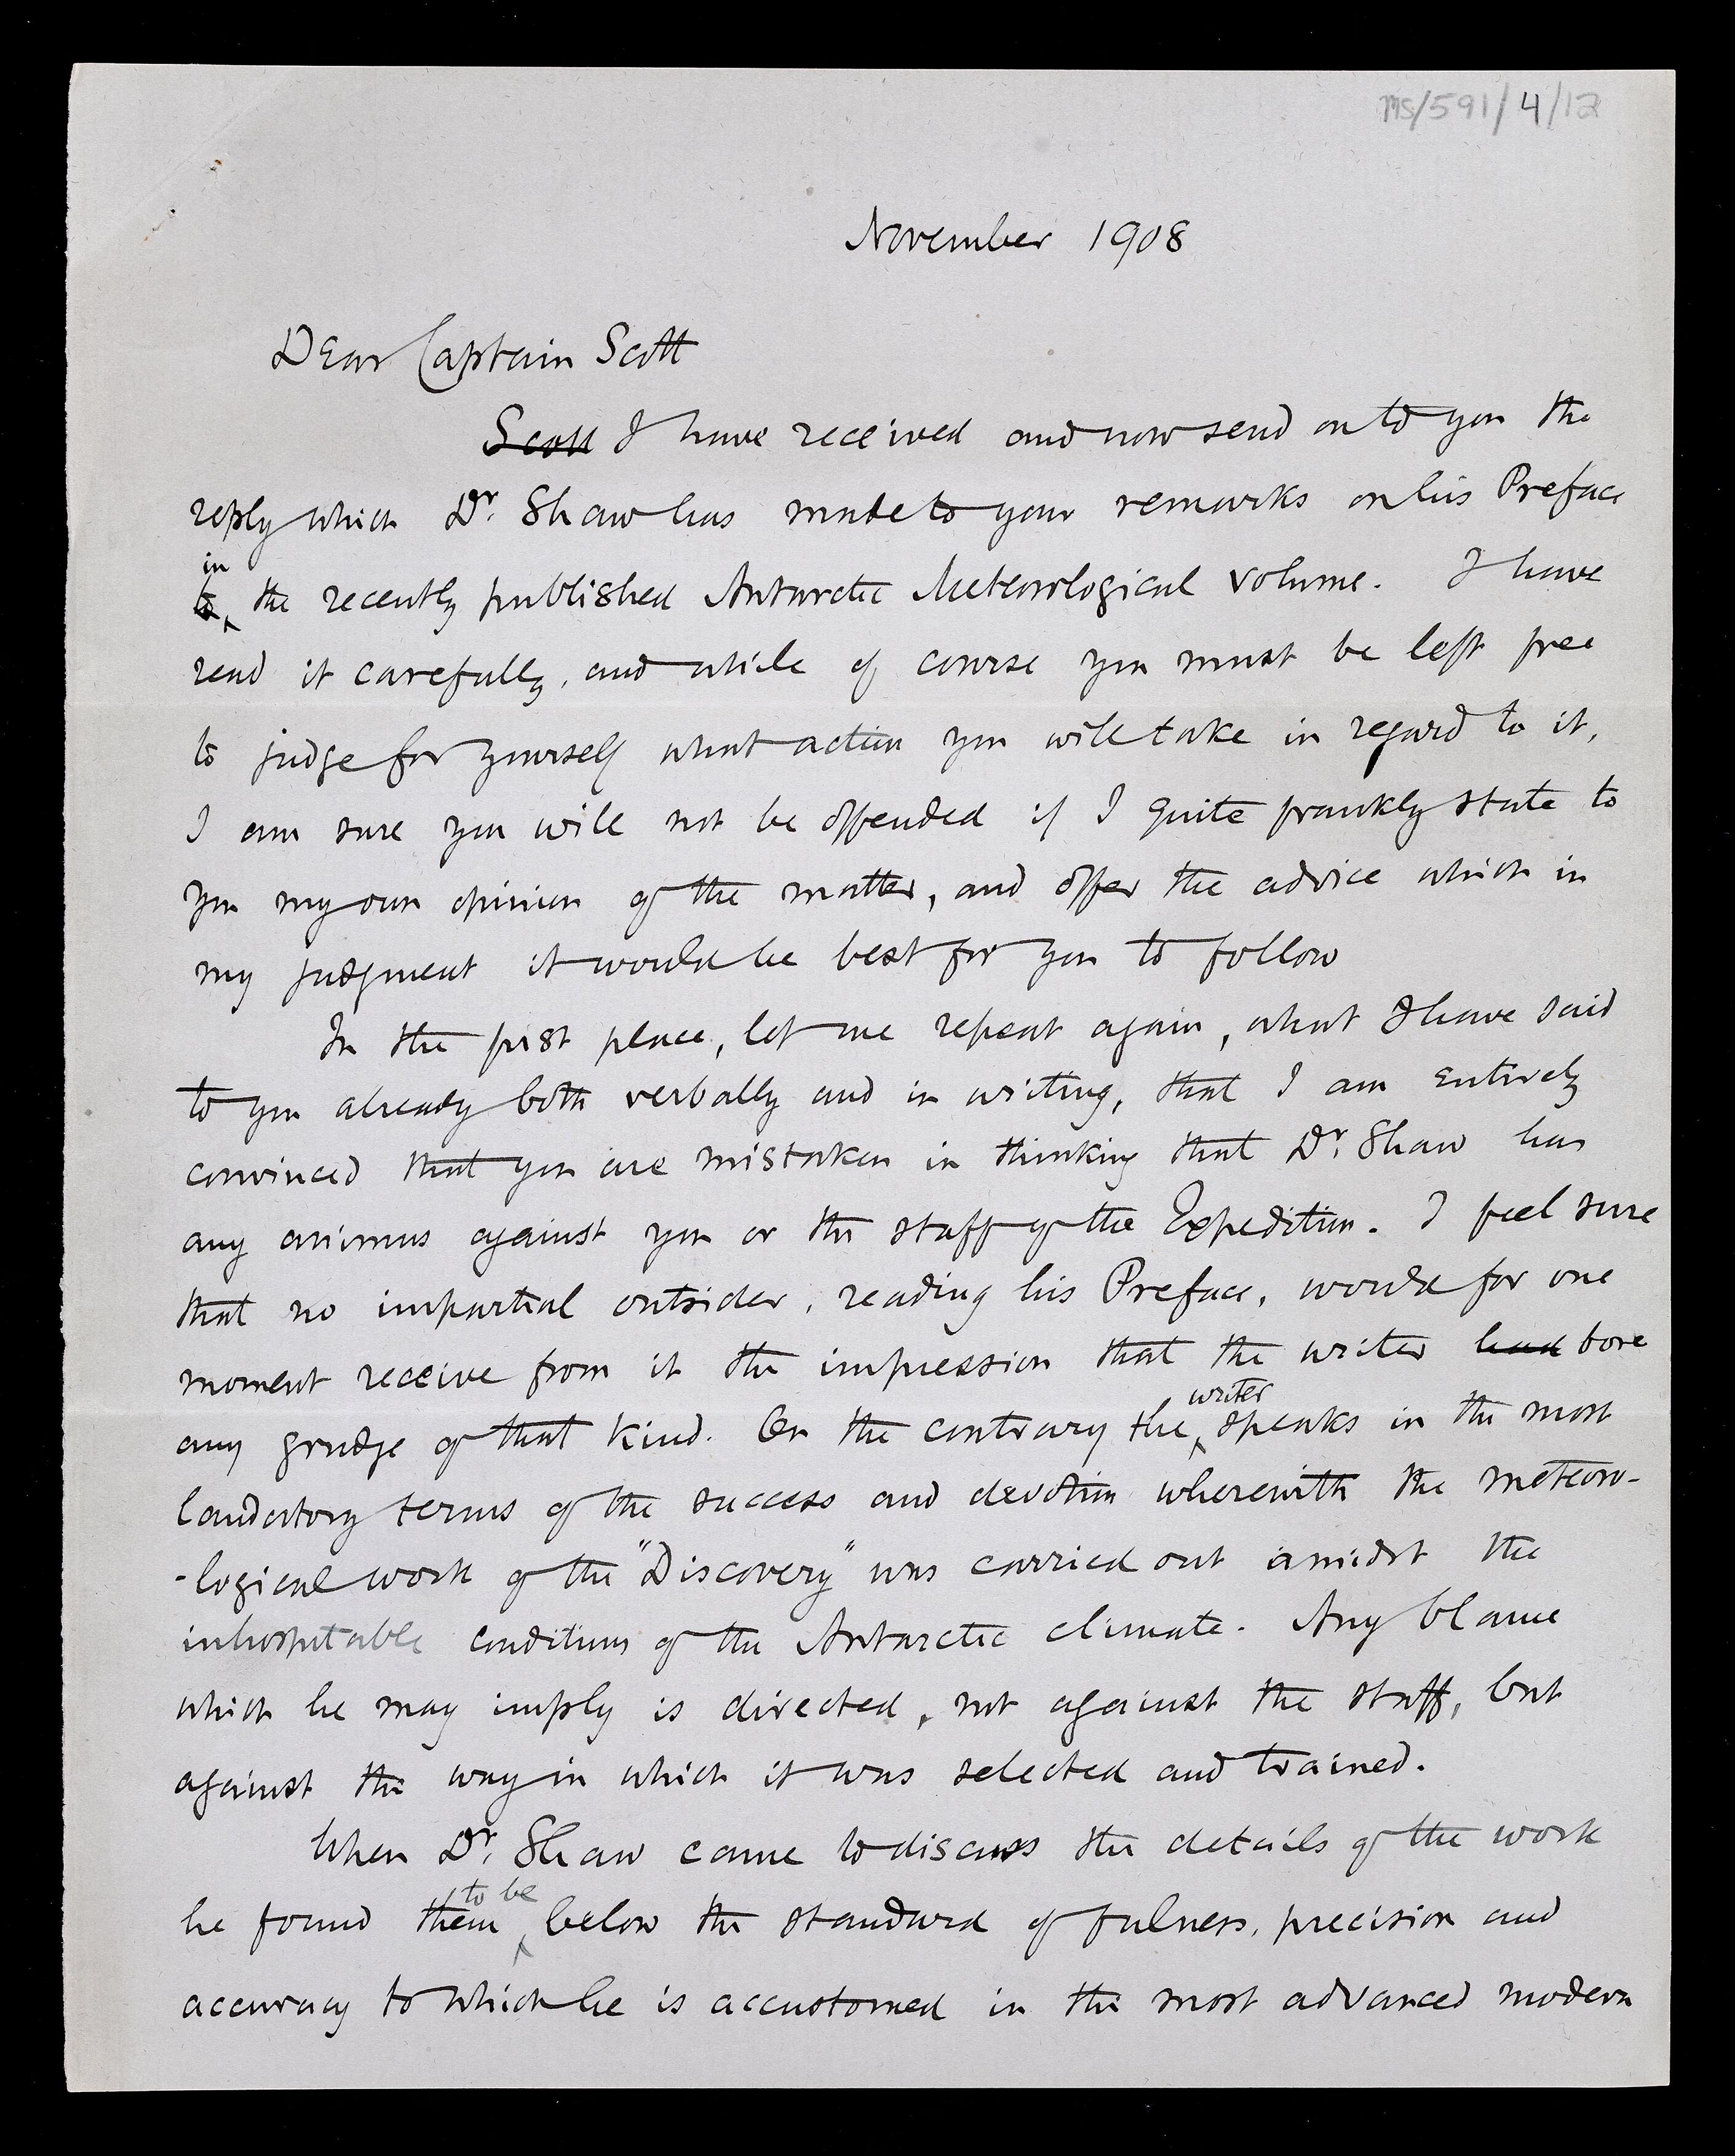 MS/591/4/12
November 1908
Dear Captain Scott
Scott I have received and now send on to you the
reply which Dr. Shaw has made to your remarks on his Preface
in
to the recently published Antarctic Meteorological volume. I have
read it carefully, and while of course you must be left free
to judge for yourself what action you will take in regard to it,
I am sure you will not be offended if I quite frankly state to
you my own opinion of the matter, and offer the advice which in
my judgment it would be best for you to follow
In the first place, let me repeat again, what I have said
to you already both verbally and in writing, that I am entirely
convinced that you are mistaken in thinking that Dr. Shaw has
any animus against you or the staff of the Expedition. I feel sure
that no impartial outsider, reading his Preface, would for one
moment receive from it the impression that the writer had bore
writer
any grudge of that kind. On the contrary the speaks in the most
laudatory terms of the success and devotion wherewith the meteoro-
-logical work of the "Discovery" was carried out amidst the
inhospitable conditions of the Antarctic climate. Any blame
which he may imply is directed, not against the staff, but
against the way in which it was selected and trained.
When Dr. Shaw came to discuss the details of the work
to be
he found them below the standard of fulness, precision and
accuracy to which he is accustomed in the most advanced modern